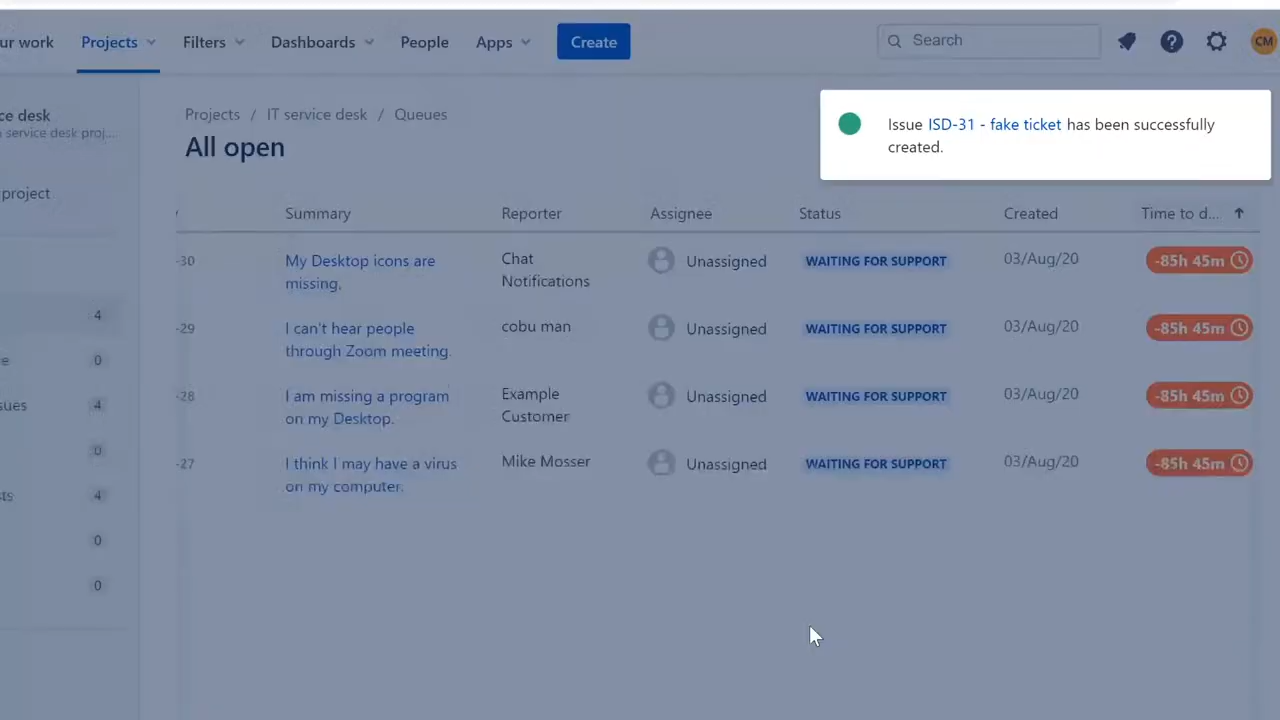 ur work Projects Filters Dashboards People Apps Create Search CM
ce desk
service desk proj...
project
Projects / IT service desk / Queues
All open
Issue ISD-31 - fake ticket has been successfully
created.
Summary Reporter Assignee Status Created Time to d... ↑
-30 My Desktop icons are missing, Chat Notifications Unassigned WAITING FOR SUPPORT 03/Aug/20 -85h 45m
-29 I can't hear people through Zoom meeting. cobu man Unassigned WAITING FOR SUPPORT 03/Aug/20 -85h 45m
-28 I am missing a program on my Desktop. Example Customer Unassigned WAITING FOR SUPPORT 03/Aug/20 -85h 45m
-27 I think I may have a virus on my computer. Mike Mosser Unassigned WAITING FOR SUPPORT 03/Aug/20 -85h 45m
4
e 0
sues 4
0
ts 4
0
0